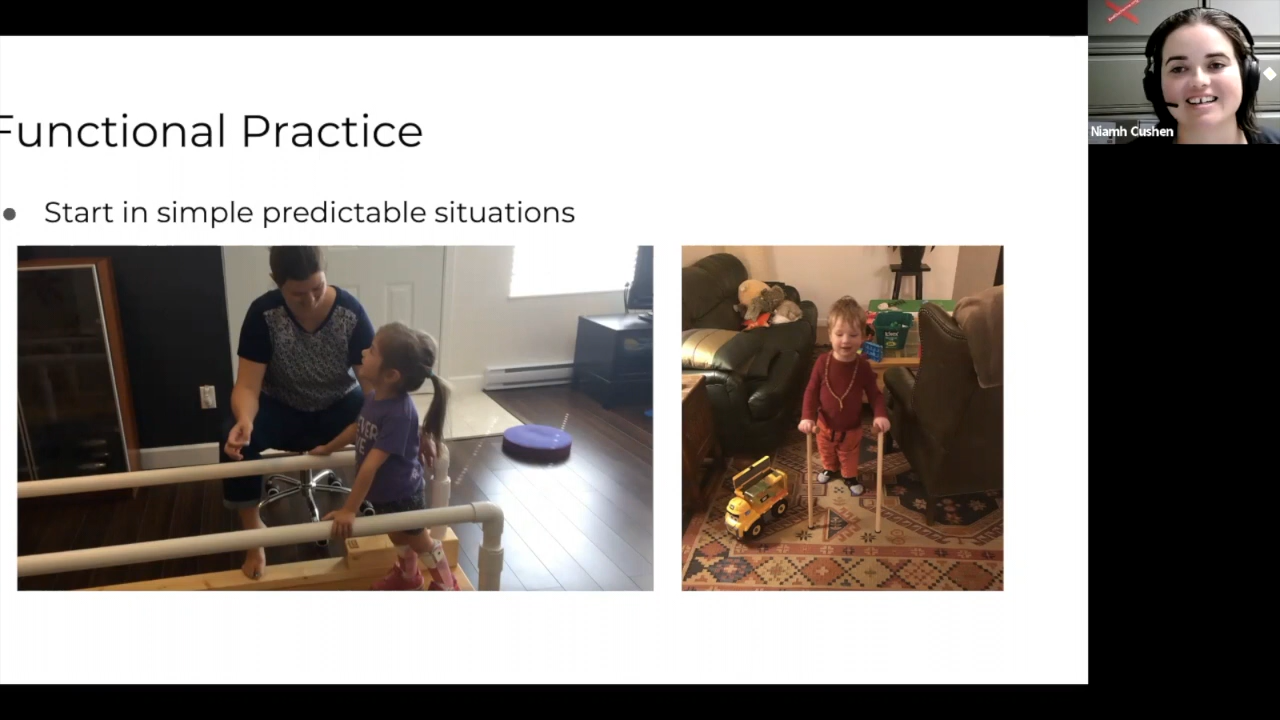 Functional Practice
● Start in simple predictable situations
Niamh Cushen